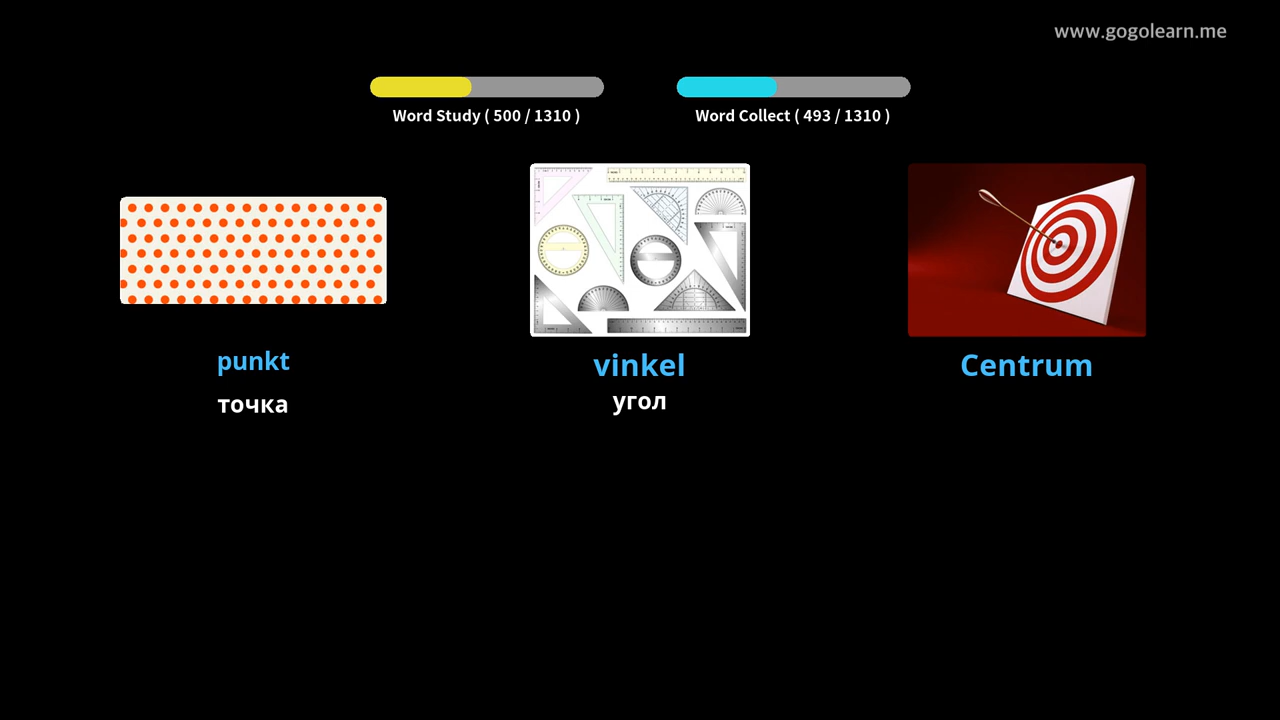 www.gogolearn.me
Word Study ( 500 / 1310 )
Word Collect ( 493 / 1310 )
punkt
точка
vinkel
угол
Centrum